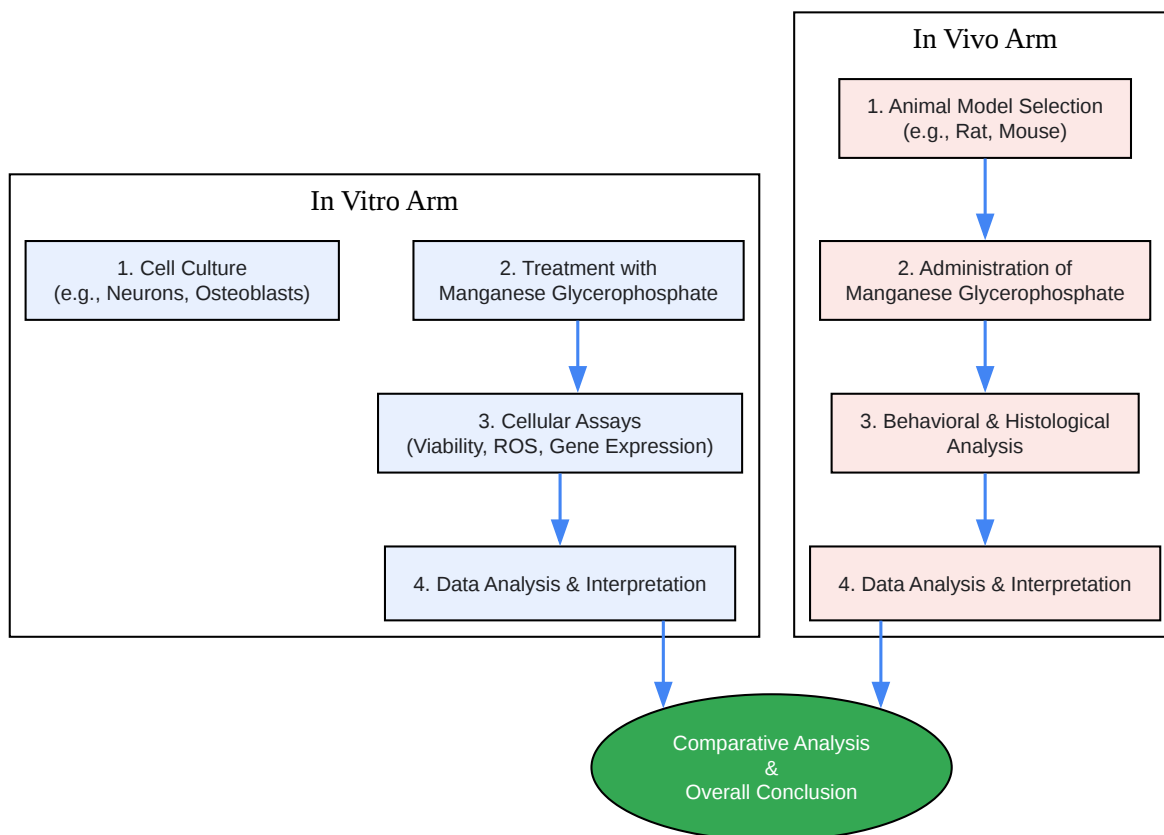 In Vitro Arm
1. Cell Culture
(e.g., Neurons, Osteoblasts)
2. Treatment with
Manganese Glycerophosphate
3. Cellular Assays
(Viability, ROS, Gene Expression)
4. Data Analysis & Interpretation
In Vivo Arm
1. Animal Model Selection
(e.g., Rat, Mouse)
2. Administration of
Manganese Glycerophosphate
3. Behavioral & Histological
Analysis
4. Data Analysis & Interpretation
Comparative Analysis
&
Overall Conclusion